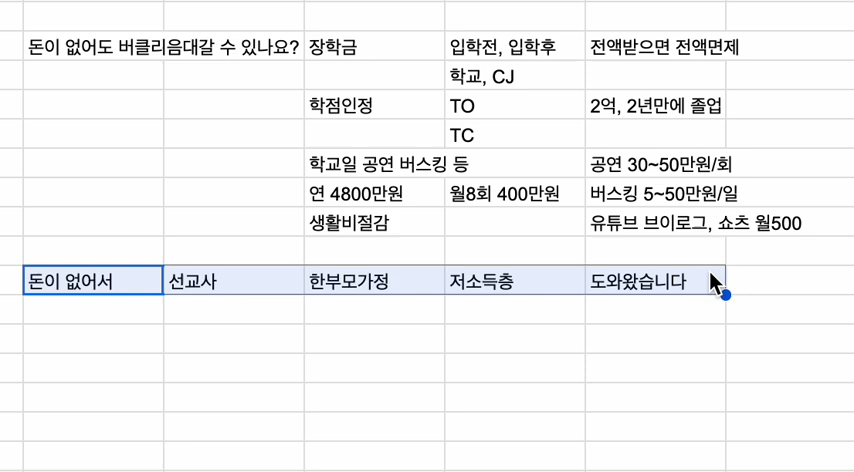 돈이 없어도 버클리음대갈 수 있나요? 장학금 입학전, 입학후 전액받으면 전액면제
학교, CJ
학점인정 TO 2억, 2년만에 졸업
TC
학교일 공연 버스킹 등 공연 30~50만원/회
연 4800만원 월8회 400만원 버스킹 5~50만원/일
생활비절감 유튜브 브이로그, 쇼츠 월500
돈이 없어서 선교사 한부모가정 저소득층 도와왔습니다